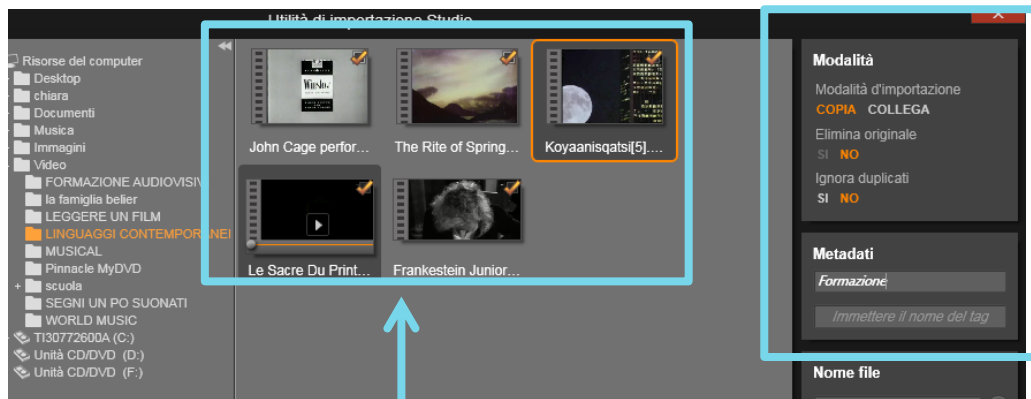 Utilità di importazione Studio
Risorse del computer
Desktop
chiara
Documenti
Musica
Immagini
Video
FORMAZIONE AUDIOVISIV
la famiglia belier
LEGGERE UN FILM
LINGUAGGI CONTEMPORANEI
MUSICAL
Pinnacle MyDVD
+ scuola
SEGNI UN PO SUONATI
WORLD MUSIC
TI30772600A (C:)
Unità CD/DVD (D:)
Unità CD/DVD (F:)
Winston
John Cage perfor...
The Rite of Spring...
Koyaanisqatsi[5]....
Le Sacre Du Print...
Frankestein Junior...
Modalità
Modalità d'importazione
COPIA COLLEGA
Elimina originale
SI NO
Ignora duplicati
SI NO
Metadati
Formazione
Immettere il nome del tag
Nome file